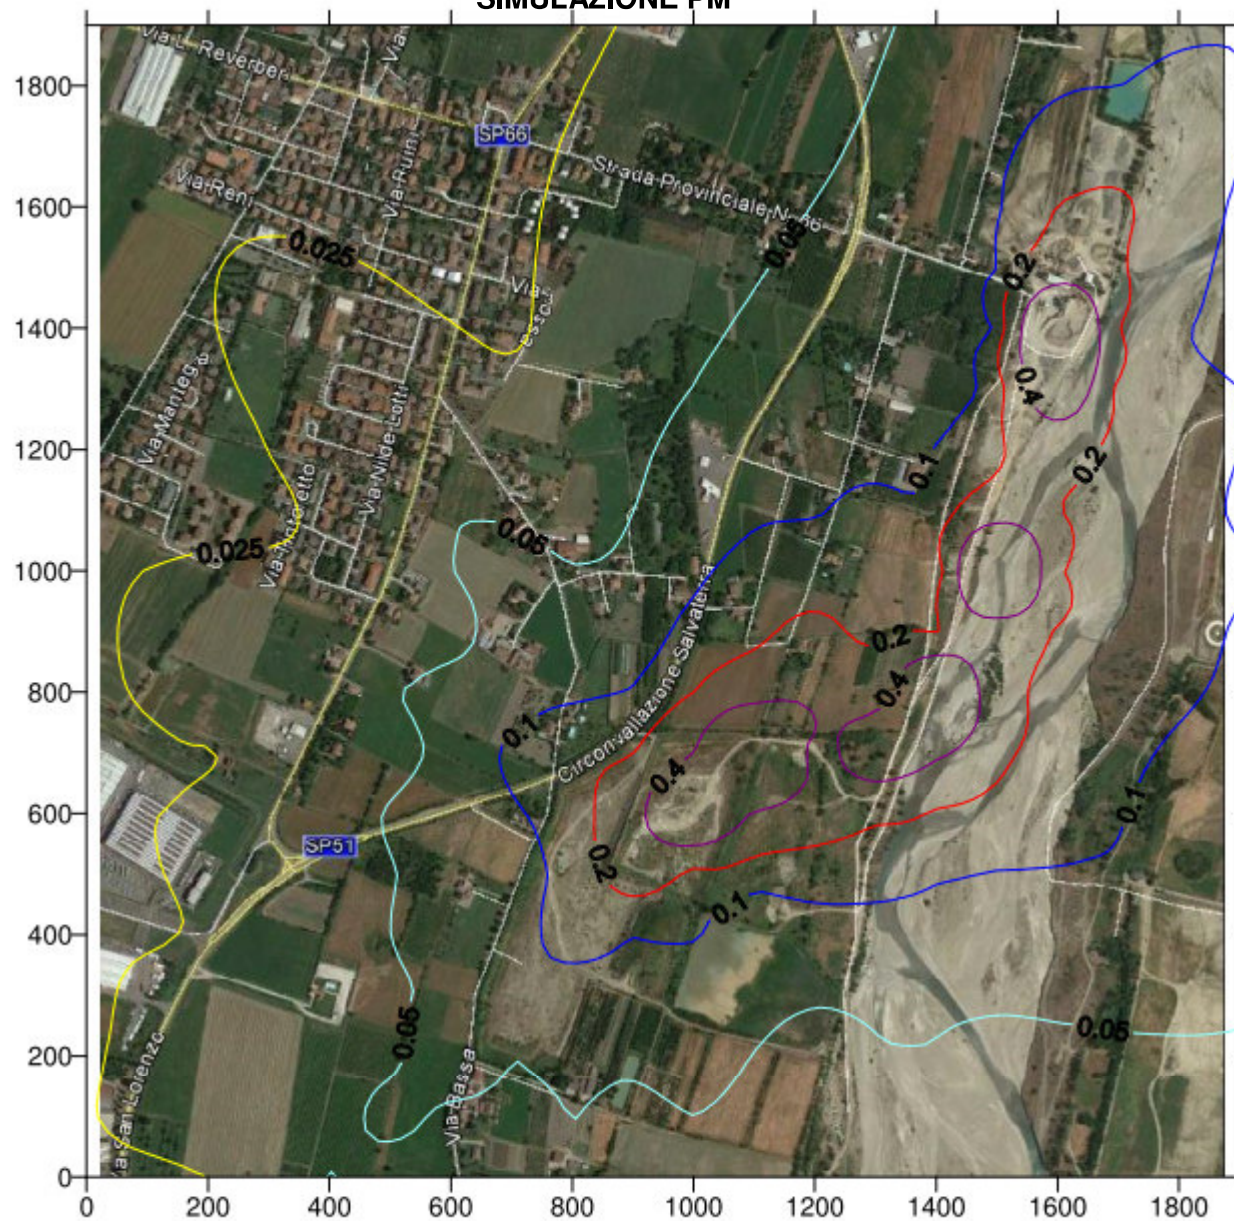 SIMULAZIONE PM
1800
1600
1400
1200
1000
800
600
400
200
0
0
200
400
600
800
1000
1200
1400
1600
1800
Via L. Reverberi
Via
SP66
Via Ruini
Via Reni
Strada Provinciale N. 66
0.025
0.05
Via
0.2
0.4
Via Mantegna
Via Nilde Iotti
0.2
0.1
0.05
0.025
Circonvallazione Salvaterra
0.2
0.4
0.1
0.4
0.1
SP51
0.2
0.1
0.05
0.05
Via Bassa
Via San Lorenzo